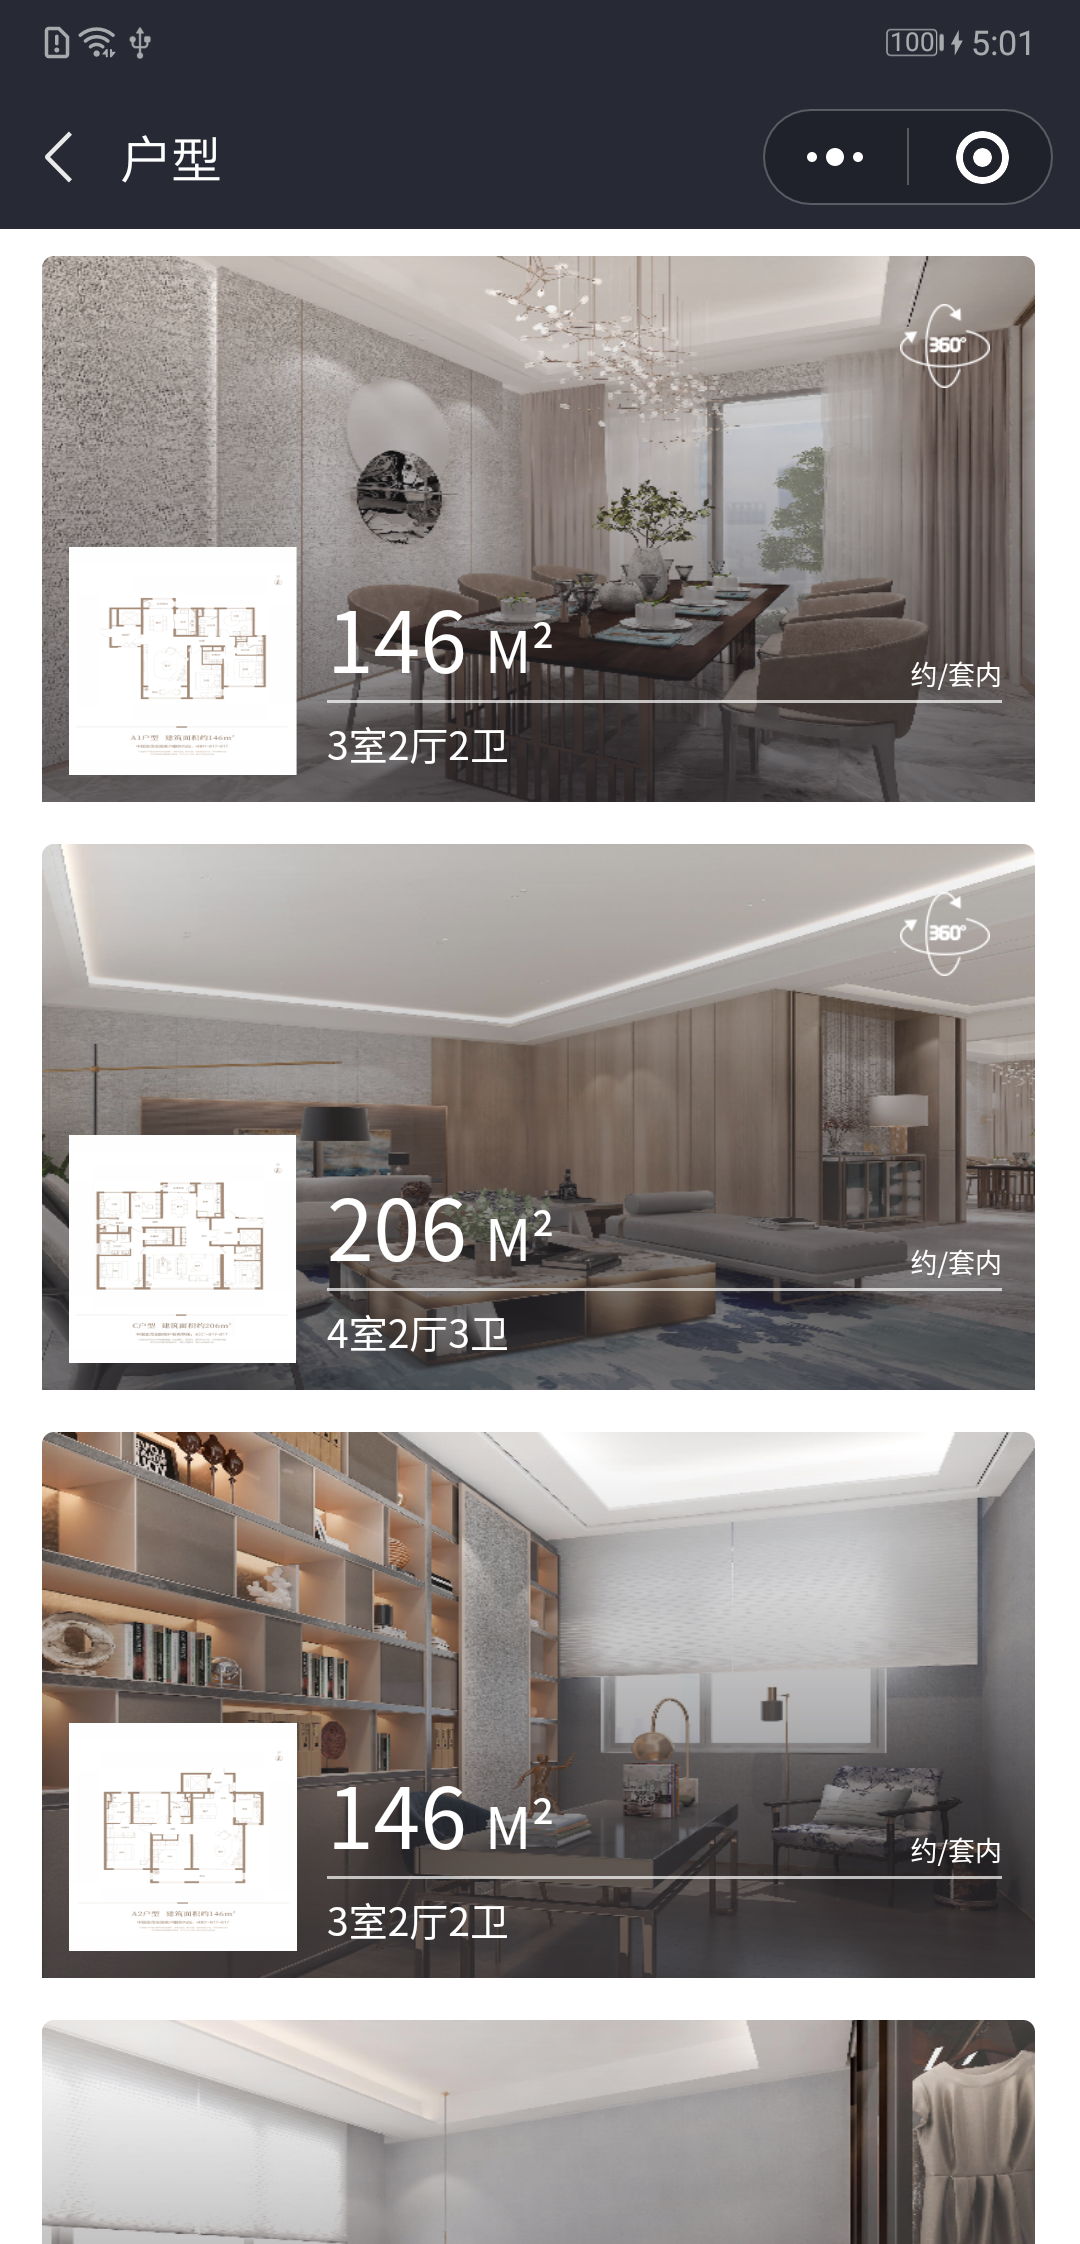 100 5:01
户型
360°
146 M²
约/套内
3室2厅2卫
A1户型 建筑面积约146m²
360°
206 M²
约/套内
4室2厅3卫
C户型 建筑面积约206m²
146 M²
约/套内
3室2厅2卫
A2户型 建筑面积约146m²